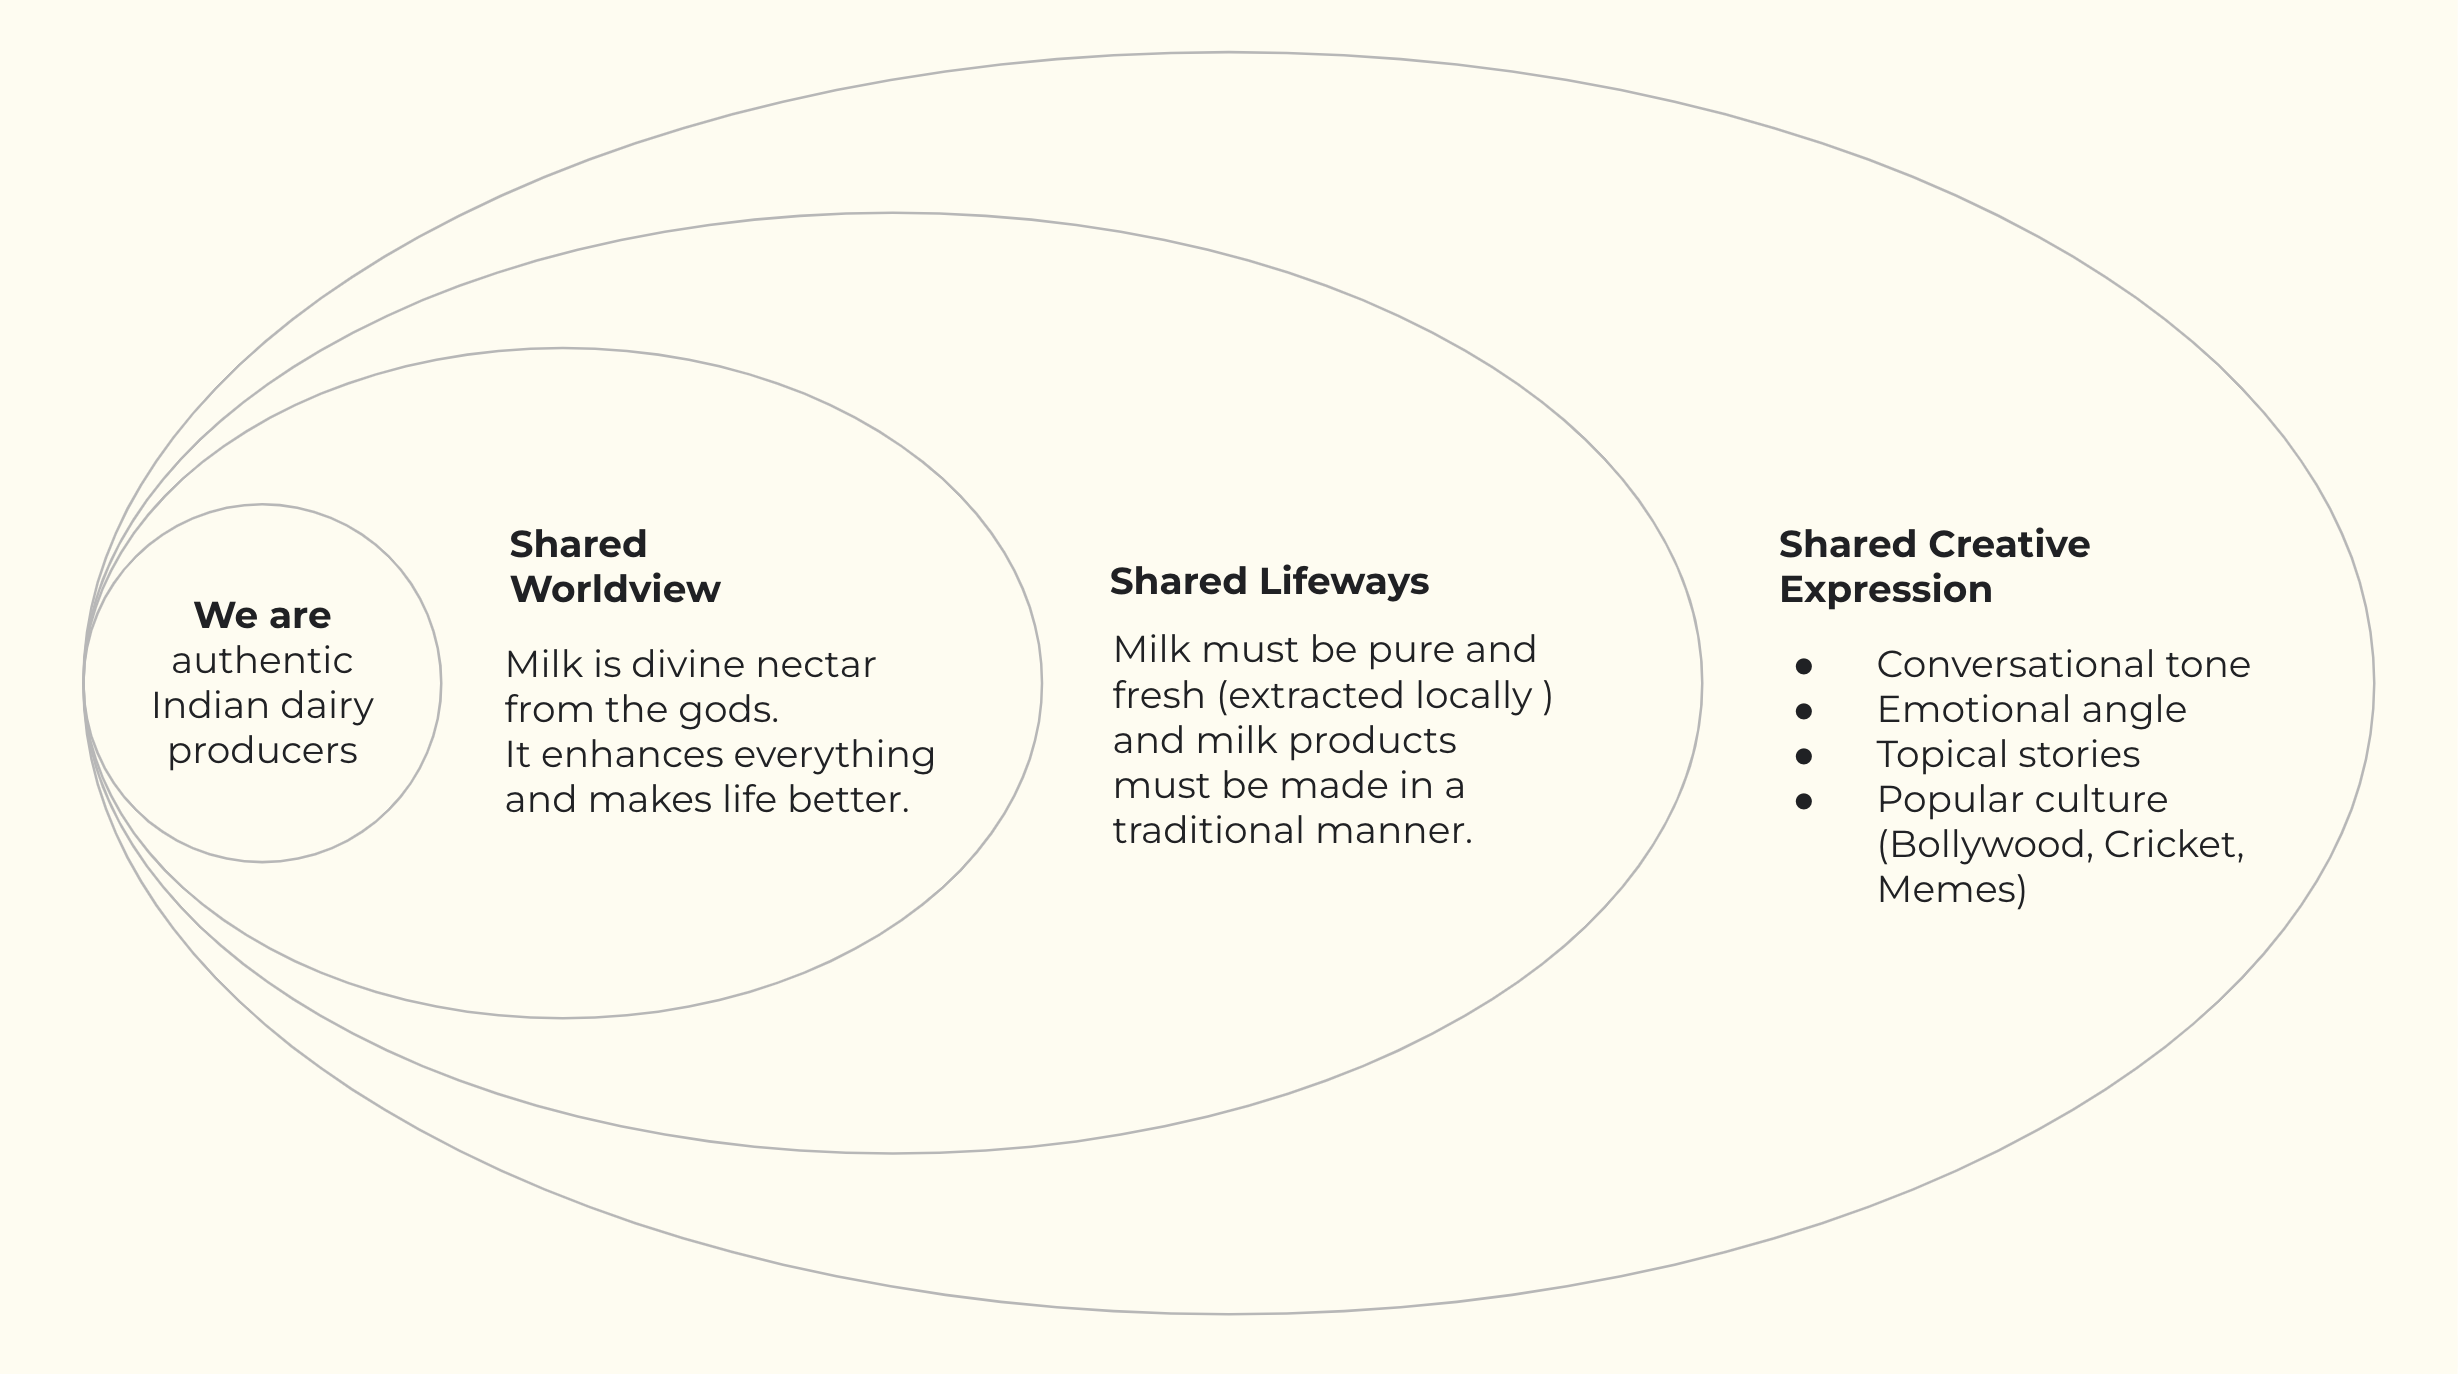 We are
authentic
Indian dairy
producers
Shared
Worldview
Milk is divine nectar
from the gods.
It enhances everything
and makes life better.
Shared Lifeways
Milk must be pure and
fresh (extracted locally )
and milk products
must be made in a
traditional manner.
Shared Creative
Expression
● Conversational tone
● Emotional angle
● Topical stories
● Popular culture
(Bollywood, Cricket,
Memes)